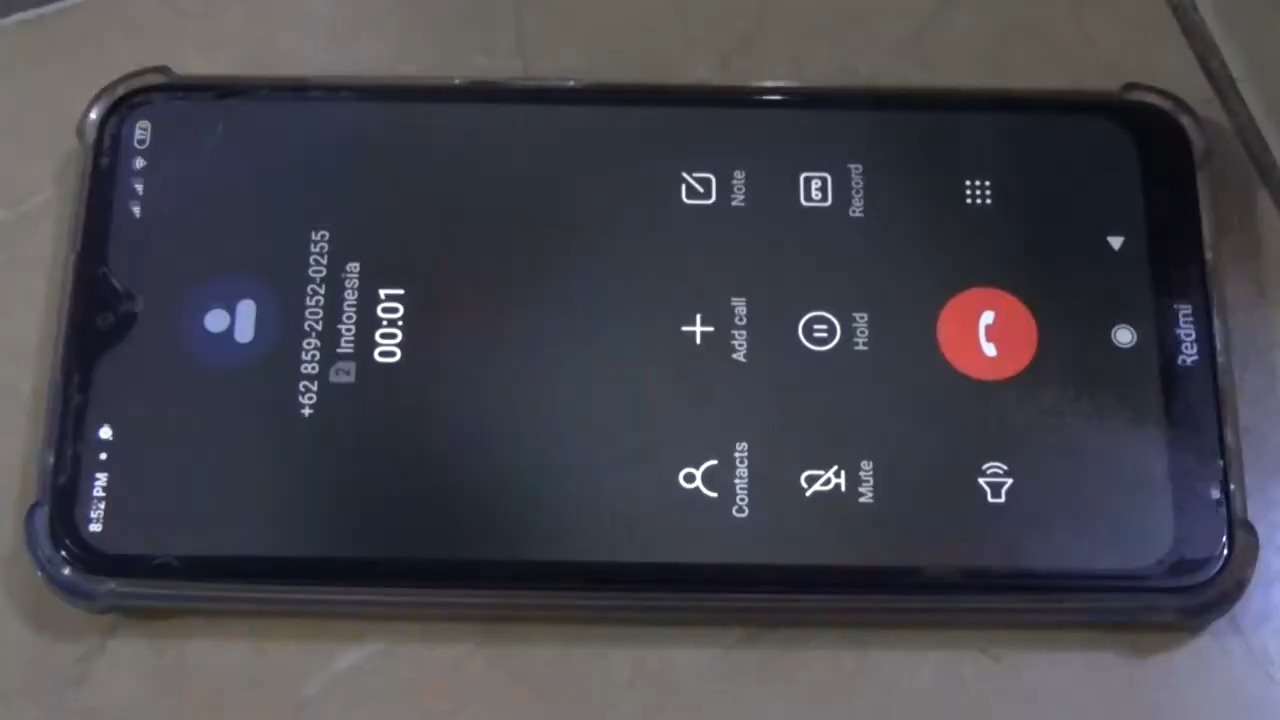 8:52 PM
17
+62 859-2052-0255
2 Indonesia
00:01
Contacts
Add call
Note
Mute
Hold
Record
Redmi